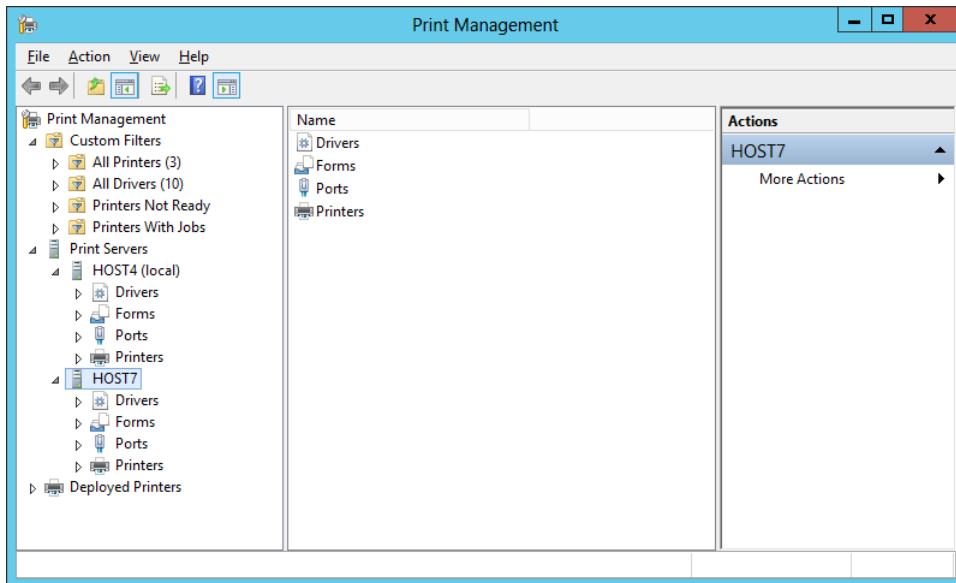 Print Management
File Action View Help
Print Management
Custom Filters
All Printers (3)
All Drivers (10)
Printers Not Ready
Printers With Jobs
Print Servers
HOST4 (local)
Drivers
Forms
Ports
Printers
HOST7
Drivers
Forms
Ports
Printers
Deployed Printers
Name
Drivers
Forms
Ports
Printers
Actions
HOST7
More Actions